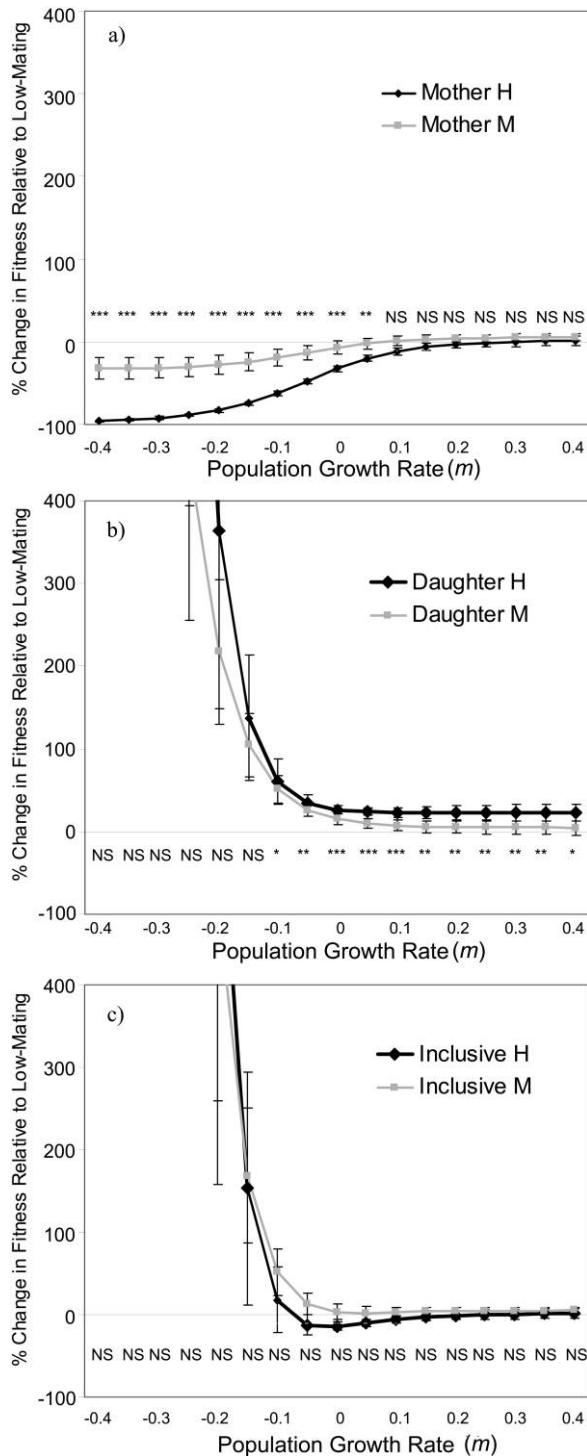 a)
% Change in Fitness Relative to Low-Mating
400
300
200
100
0
-100
Mother H
Mother M
*** *** *** *** *** *** *** *** *** ** NS NS NS NS NS NS NS
-0.4 -0.3 -0.2 -0.1 0 0.1 0.2 0.3 0.4
Population Growth Rate (m)
b)
% Change in Fitness Relative to Low-Mating
400
300
200
100
0
-100
Daughter H
Daughter M
NS NS NS NS NS NS * ** *** *** *** ** ** ** ** ** *
-0.4 -0.3 -0.2 -0.1 0 0.1 0.2 0.3 0.4
Population Growth Rate (m)
c)
% Change in Fitness Relative to Low-Mating
400
300
200
100
0
-100
Inclusive H
Inclusive M
NS NS NS NS NS NS NS NS NS NS NS NS NS NS NS NS NS
-0.4 -0.3 -0.2 -0.1 0 0.1 0.2 0.3 0.4
Population Growth Rate (m)